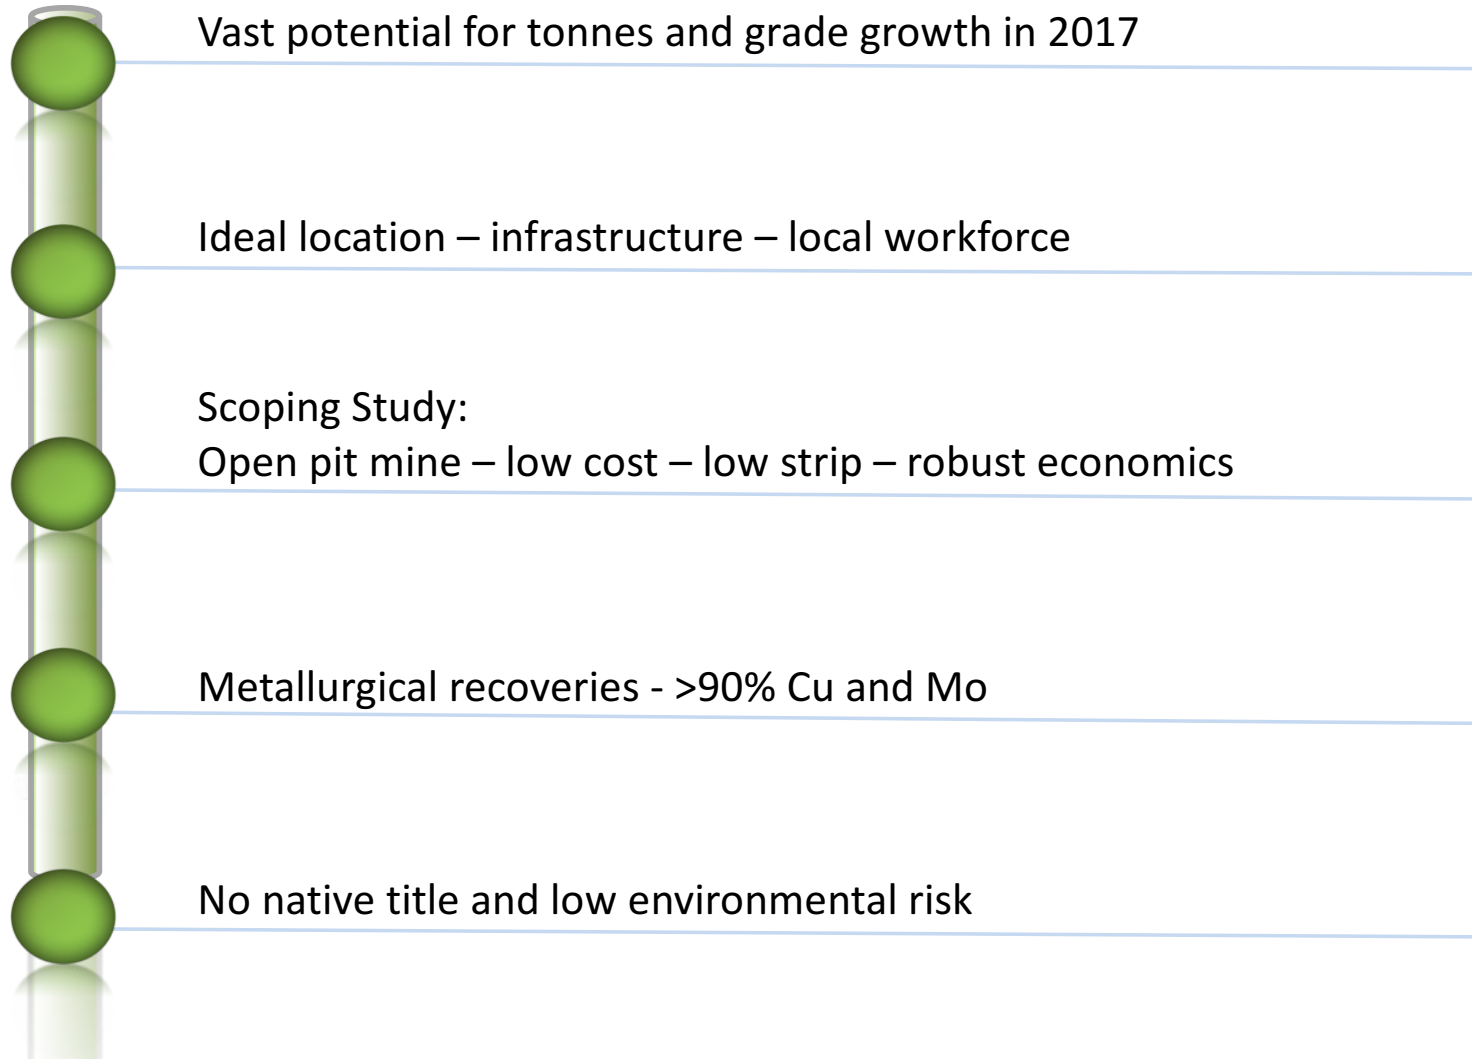 Vast potential for tonnes and grade growth in 2017
Ideal location – infrastructure – local workforce
Scoping Study:
Open pit mine – low cost – low strip – robust economics
Metallurgical recoveries - >90% Cu and Mo
No native title and low environmental risk